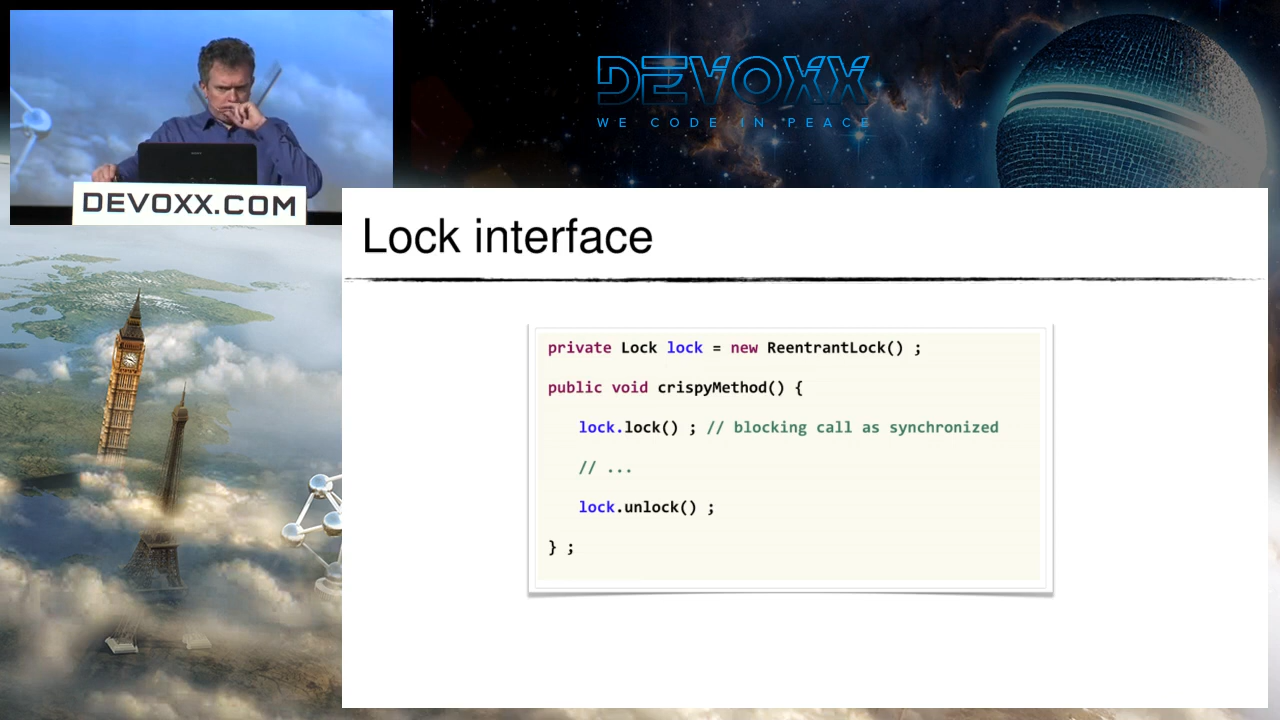 DEVOXX
WE CODE IN PEACE
DEVOXX.COM
Lock interface
private Lock lock = new ReentrantLock() ;
public void crispyMethod() {
lock.lock() ; // blocking call as synchronized
// ...
lock.unlock() ;
} ;